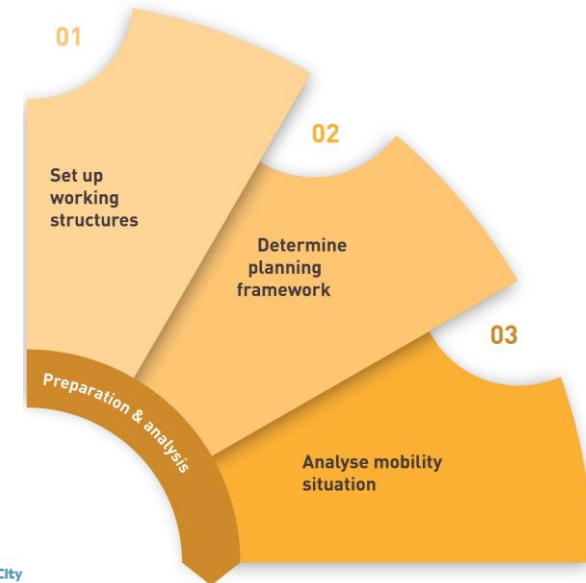 01
Set up
working
structures
02
Determine
planning
framework
03
Analyse mobility
situation
Preparation & analysis
City